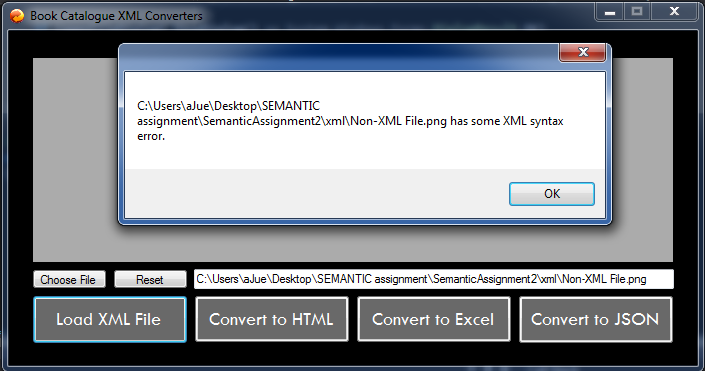 Book Catalogue XML Converters
C:\Users\aJue\Desktop\SEMANTIC
assignment\SemanticAssignment2\xml\Non-XML File.png has some XML syntax
error.
OK
Choose File
Reset
C:\Users\aJue\Desktop\SEMANTIC assignment\SemanticAssignment2\xml\Non-XML File.png
Load XML File
Convert to HTML
Convert to Excel
Convert to JSON